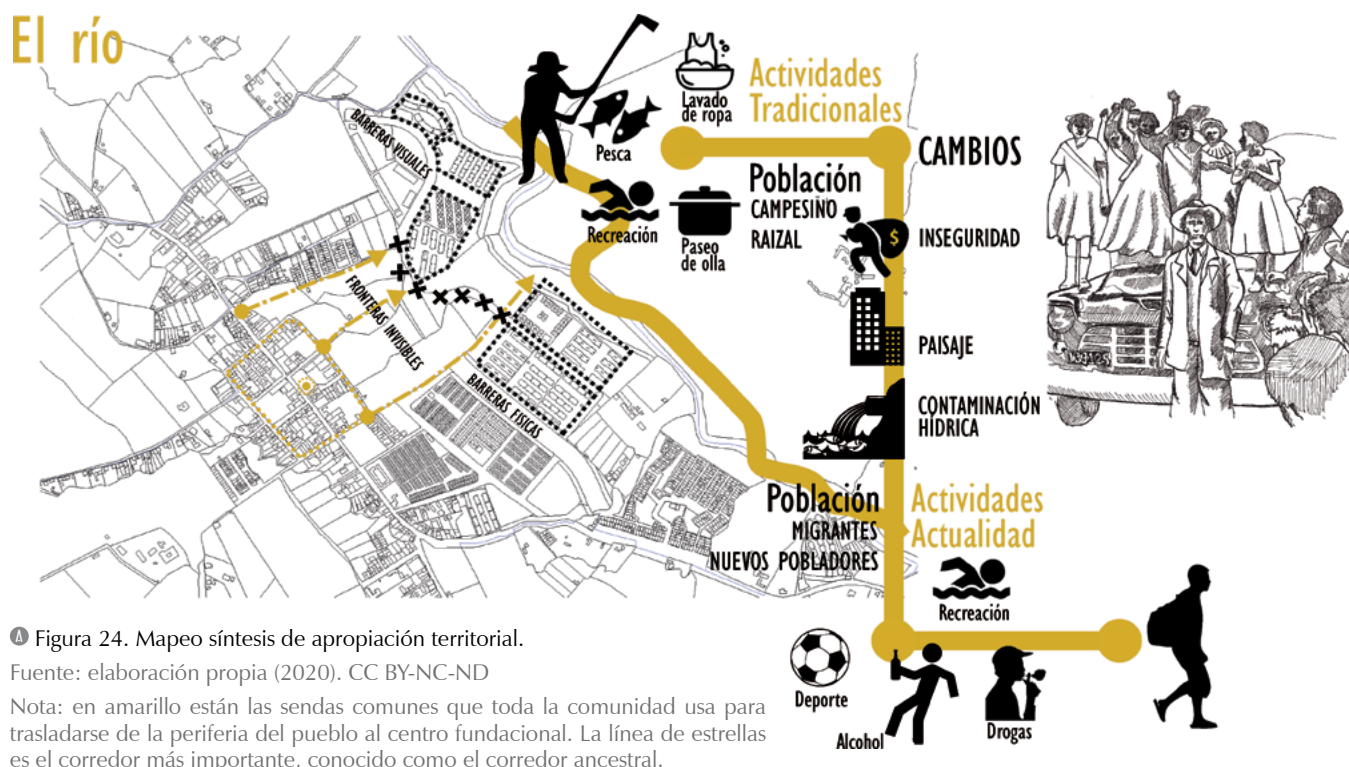 El río
BARRERAS VISUALES
FRONTERAS INVISIBLES
BARRERAS FISICAS
Lavado
de ropa
Actividades
Tradicionales
Pesca
CAMBIOS
Recreación
Paseo
de olla
Población
CAMPESINO
RAIZAL
$
INSEGURIDAD
PAISAJE
CONTAMINACIÓN
HÍDRICA
Población
MIGRANTES
NUEVOS POBLADORES
Actividades
Actualidad
Recreación
Deporte
Alcohol
Drogas
A Figura 24. Mapeo síntesis de apropiación territorial.
Fuente: elaboración propia (2020). CC BY-NC-ND
Nota: en amarillo están las sendas comunes que toda la comunidad usa para
trasladarse de la periferia del pueblo al centro fundacional. La línea de estrellas
es el corredor más importante, conocido como el corredor ancestral.